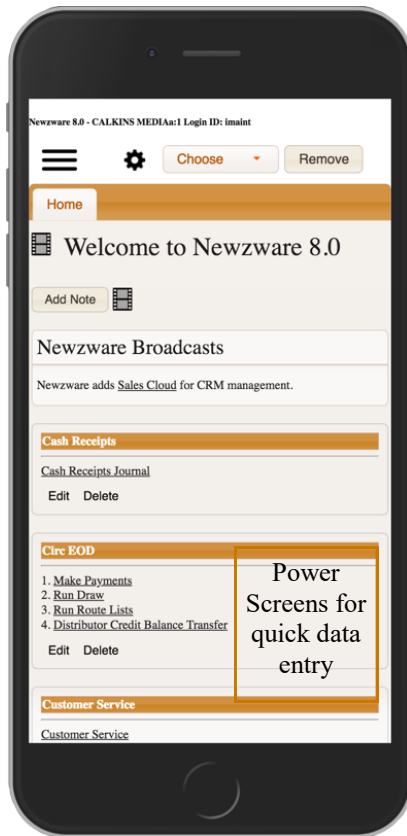 Newzware 8.0 - CALKINS MEDIAa:1 Login ID: imaint
Choose
Remove
Home
Welcome to Newzware 8.0
Add Note
Newzware Broadcasts
Newzware adds Sales Cloud for CRM management.
Cash Receipts
Cash Receipts Journal
Edit Delete
Circ EOD
1. Make Payments
2. Run Draw
3. Run Route Lists
4. Distributor Credit Balance Transfer
Edit Delete
Power
Screens for
quick data
entry
Customer Service
Customer Service